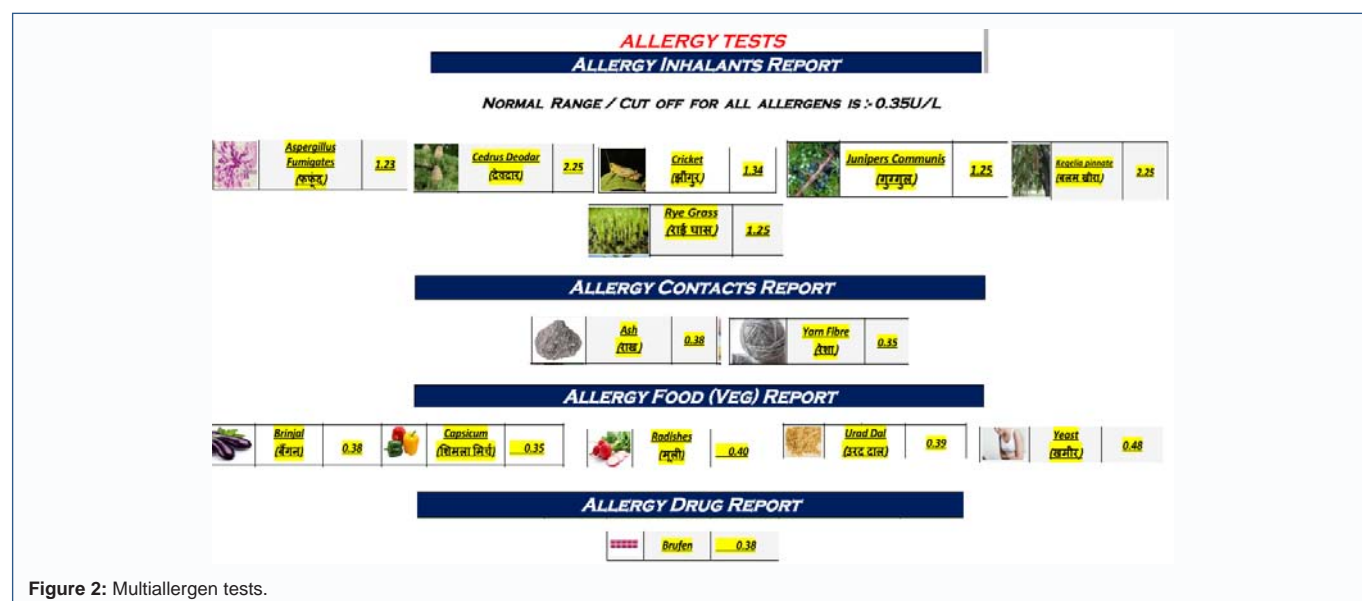 ALLERGY TESTS
ALLERGY INHALANTS REPORT
NORMAL RANGE / CUT OFF FOR ALL ALLERGENS IS :- 0.35U/L
Aspergillus
Fumigates
(फफूंद)
1.23
Cedrus Deodar
(देवदार)
2.25
Cricket
(झींगुर)
1.34
Junipers Communis
(गुग्गुल)
1.25
Kegelia pinnate
(बलम खीरा)
2.25
Rye Grass
(राई घास)
1.25
ALLERGY CONTACTS REPORT
Ash
(राख)
0.38
Yarn Fibre
(रेशा)
0.35
ALLERGY FOOD (VEG) REPORT
Brinjal
(बैंगन)
0.38
Capsicum
(शिमला मिर्च)
0.35
Radishes
(मूली)
0.40
Urad Dal
(उरद दाल)
0.39
Yeast
(खमीर)
0.48
ALLERGY DRUG REPORT
Brufen
0.38
Figure 2: Multiallergen tests.